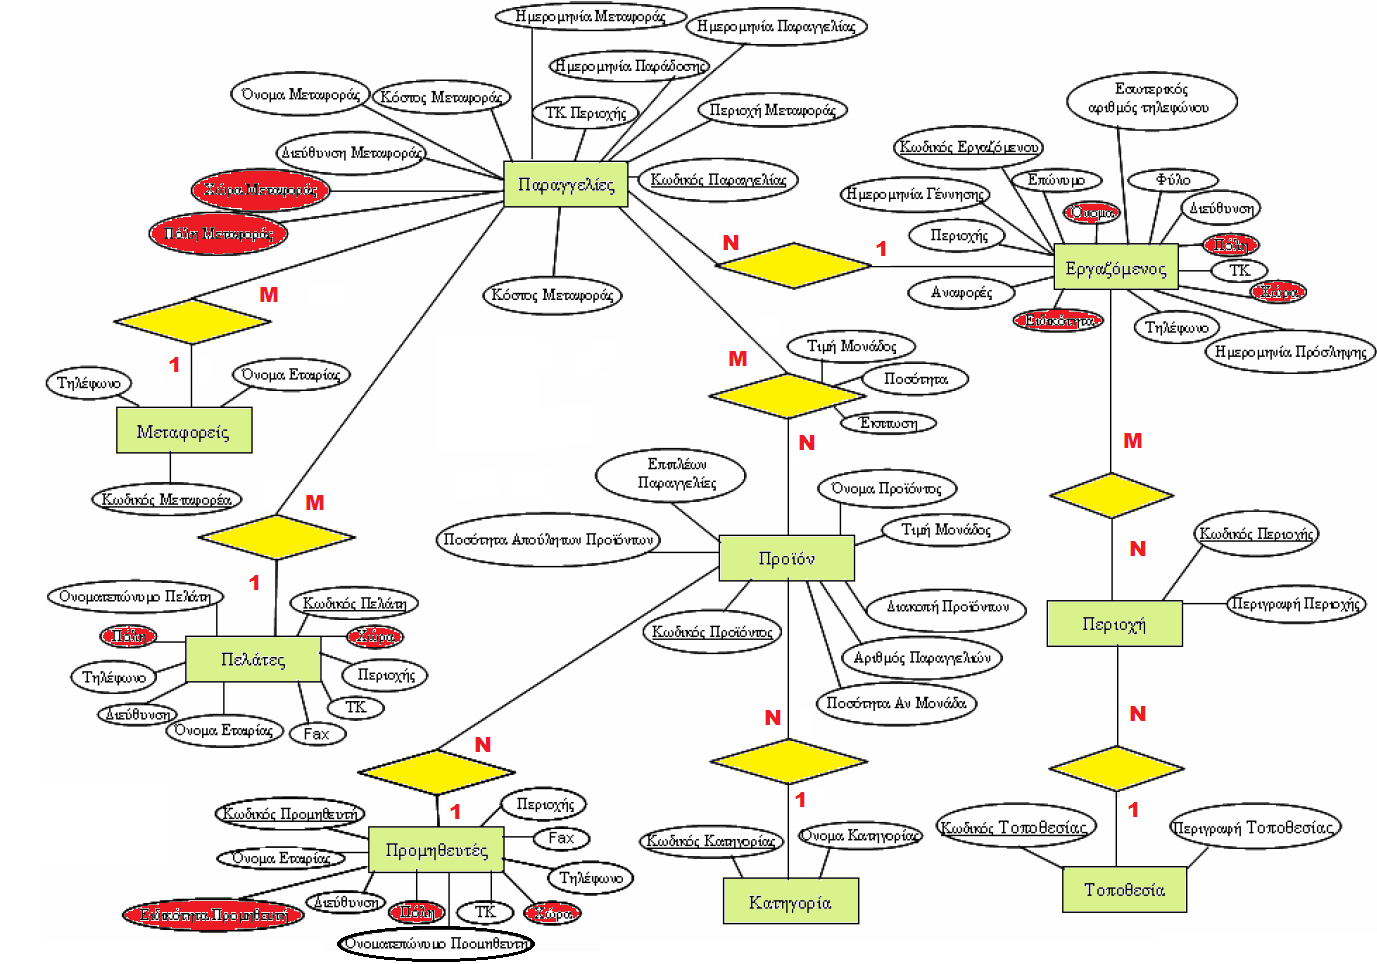 Ημερομηνία Μεταφοράς
Ημερομηνία Παραγγελίας
Ημερομηνία Παράδοσης
Όνομα Μεταφοράς
Κόστος Μεταφοράς
ΤΚ Περιοχής
Περιοχή Μεταφοράς
Εσωτερικός
αριθμός τηλεφώνου
Διεύθυνση Μεταφοράς
Κωδικός Εργαζόμενου
Χώρα Μεταφοράς
Παραγγελίες
Κωδικός Παραγγελίας
Επώνυμο
Φύλο
Ημερομηνία Γέννησης
Όνομα
Διεύθυνση
Πόλη Μεταφοράς
Περιοχής
Πόλη
N
1
Εργαζόμενος
ΤΚ
Κόστος Μεταφοράς
Αναφορές
Χώρα
M
Ειδικότητα
Τηλέφωνο
Ημερομηνία Πρόσληψης
1
M
Τιμή Μονάδος
Ποσότητα
Έκπτωση
Τηλέφωνο
Όνομα Εταιρίας
Μεταφορείς
N
M
Κωδικός Μεταφορέα
Επιπλέων
Παραγγελίες
Όνομα Προϊόντος
M
Ποσότητα Απούλητων Προϊόντων
Τιμή Μονάδος
Κωδικός Περιοχής
Προϊόν
N
1
Ονοματεπώνυμο Πελάτη
Κωδικός Πελάτη
Διακοπή Προϊόντων
Περιγραφή Περιοχής
Πόλη
Χώρα
Κωδικός Προϊόντος
Περιοχή
Πελάτες
Αριθμός Παραγγελιών
Τηλέφωνο
Περιοχής
Ποσότητα Αν Μονάδα
Διεύθυνση
ΤΚ
Όνομα Εταιρίας
Fax
N
N
N
1
1
1
Κωδικός Προμηθευτή
Περιοχής
Fax
Κωδικός Κατηγορίας
Όνομα Κατηγορίας
Κωδικός Τοποθεσίας
Περιγραφή Τοποθεσίας
Όνομα Εταιρίας
Προμηθευτές
Τηλέφωνο
Τοποθεσία
Διεύθυνση
Κατηγορία
Ειδικότητα Προμηθευτή
Πόλη
ΤΚ
Χώρα
Ονοματεπώνυμο Προμηθευτή